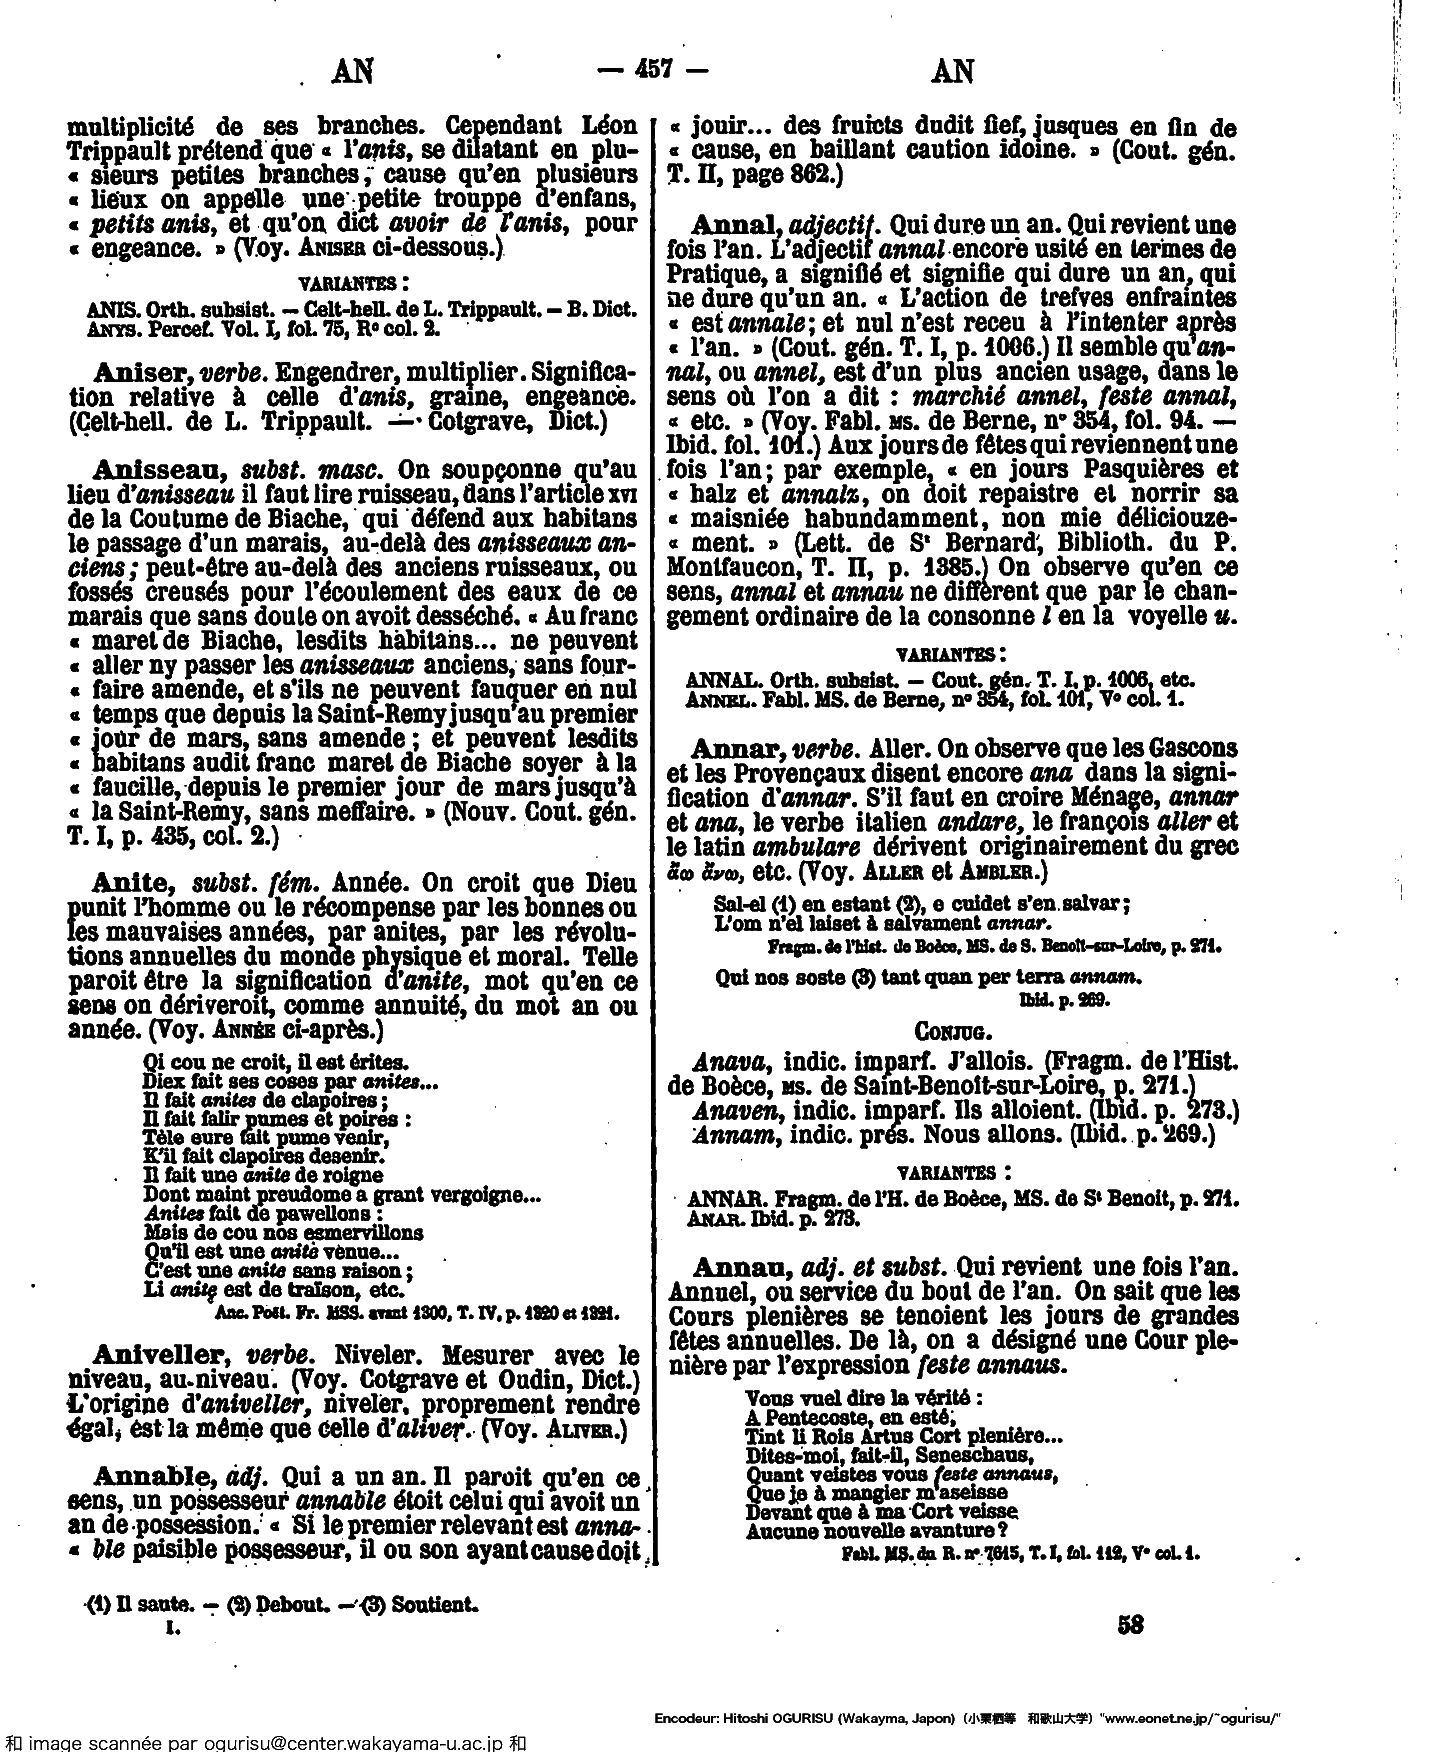 AN — 457 — AN
multiplicité de ses branches. Cependant Léon
Trippault prétend que « l'anis, se dilatant en plu-
« sieurs petites branches, cause qu'en plusieurs
« lieux on appelle une petite trouppe d'enfans,
« petits anis, et qu'on dict avoir de l'anis, pour
« engeance. » (Voy. ANISER ci-dessous.)
VARIANTES :
ANIS. Orth. subsist. — Celt-hell. de L. Trippault. — B. Dict.
ANYS. Percef. Vol. I, fol. 75, R° col. 2.
Aniser, verbe. Engendrer, multiplier. Significa-
tion relative à celle d'anis, graine, engeance.
(Celt-hell. de L. Trippault. — Cotgrave, Dict.)
Anisseau, subst. masc. On soupçonne qu'au
lieu d'anisseau il faut lire ruisseau, dans l'article XVI
de la Coutume de Biache, qui défend aux habitans
le passage d'un marais, au-delà des anisseaux an-
ciens ; peut-être au-delà des anciens ruisseaux, ou
fossés creusés pour l'écoulement des eaux de ce
marais que sans doute on avoit desséché. « Au franc
« maret de Biache, lesdits habitans... ne peuvent
« aller ny passer les anisseaux anciens, sans four-
« faire amende, et s'ils ne peuvent fauquer en nul
« temps que depuis la Saint-Remy jusqu'au premier
« jour de mars, sans amende ; et peuvent lesdits
« habitans audit franc maret de Biache soyer à la
« faucille, depuis le premier jour de mars jusqu'à
« la Saint-Remy, sans meffaire. » (Nouv. Cout. gén.
T. I, p. 435, col. 2.)
Anite, subst. fém. Année. On croit que Dieu
punit l'homme ou le récompense par les bonnes ou
les mauvaises années, par anites, par les révolu-
tions annuelles du monde physique et moral. Telle
paroit être la signification d'anite, mot qu'en ce
sens on dériveroit, comme annuité, du mot an ou
année. (Voy. ANNÉE ci-après.)
Qi cou ne croit, il est érites.
Diex fait ses coses par anites...
Il fait anites de clapoires ;
Il fait falir pumes et poires :
Tèle eure fait pume venir,
K'il fait clapoires desenir.
Il fait une anite de roigne
Dont maint preudome a grant vergoigne...
Anites fait de pawellons :
Mais de cou nos esmervillons
Qu'il est une anite venue...
C'est une anite sans raison ;
Li anite est de traïson, etc.
Anc. Poët. Fr. MSS. avant 1300, T. IV, p. 1320 et 1321.
Aniveller, verbe. Niveler. Mesurer avec le
niveau, au niveau. (Voy. Cotgrave et Oudin, Dict.)
L'origine d'aniveller, niveler, proprement rendre
égal, est la même que celle d'aliver. (Voy. ALIVER.)
Annable, adj. Qui a un an. Il paroit qu'en ce
sens, un possesseur annable étoit celui qui avoit un
an de possession. « Si le premier relevant est anna-
« ble paisible possesseur, il ou son ayant cause doit
« jouir... des fruicts dudit fief, jusques en fin de
« cause, en baillant caution idoine. » (Cout. gén.
T. II, page 862.)
Annal, adjectif. Qui dure un an. Qui revient une
fois l'an. L'adjectif annal encore usité en termes de
Pratique, a signifié et signifie qui dure un an, qui
ne dure qu'un an. « L'action de trefves enfraintes
« est annale ; et nul n'est receu à l'intenter après
« l'an. » (Cout. gén. T. I, p. 1006.) Il semble qu'an-
nal, ou annel, est d'un plus ancien usage, dans le
sens où l'on a dit : marchié annel, feste annal,
« etc. » (Voy. Fabl. MS. de Berne, n° 354, fol. 94. —
Ibid. fol. 101.) Aux jours de fêtes qui reviennent une
fois l'an ; par exemple, « en jours Pasquières et
« halz et annalz, on doit repaistre et norrir sa
« maisniée habundamment, non mie déliciouze-
« ment. » (Lett. de St Bernard, Biblioth. du P.
Montfaucon, T. II, p. 1385.) On observe qu'en ce
sens, annal et annau ne diffèrent que par le chan-
gement ordinaire de la consonne l en la voyelle u.
VARIANTES :
ANNAL. Orth. subsist. — Cout. gén. T. I, p. 1006, etc.
ANNEL. Fabl. MS. de Berne, n° 354, fol. 101, V° col. 1.
Annar, verbe. Aller. On observe que les Gascons
et les Provençaux disent encore ana dans la signi-
fication d'annar. S'il faut en croire Ménage, annar
et ana, le verbe italien andare, le françois aller et
le latin ambulare dérivent originairement du grec
ἄω ἄνω, etc. (Voy. ALLER et AMBLER.)
Sal-el (1) en estant (2), e cuidet s'en salvar ;
L'om n'el laiset à salvament annar.
Fragm. de l'hist. de Boèce, MS. de S. Benoît-sur-Loire, p. 271.
Qui nos soste (3) tant quan per terra annam.
Ibid. p. 269.
CONJUG.
Anava, indic. imparf. J'allois. (Fragm. de l'Hist.
de Boèce, MS. de Saint-Benoît-sur-Loire, p. 271.)
Anaven, indic. imparf. Ils alloient. (Ibid. p. 273.)
Annam, indic. prés. Nous allons. (Ibid. p. 269.)
VARIANTES :
ANNAR. Fragm. de l'H. de Boèce, MS. de St Benoit, p. 271.
ANAR. Ibid. p. 273.
Annau, adj. et subst. Qui revient une fois l'an.
Annuel, ou service du bout de l'an. On sait que les
Cours plenières se tenoient les jours de grandes
fêtes annuelles. De là, on a désigné une Cour ple-
nière par l'expression feste annaus.
Vous vuel dire la vérité :
A Pentecoste, en esté,
Tint li Rois Artus Cort plenière...
Dites-moi, fait-il, Seneschaus,
Quant veistes vous feste annaus,
Que je à mangier m'aseisse
Devant que à ma Cort veisse
Aucune nouvelle avanture ?
Fabl. MS. du R. n° 7615, T. I, fol. 112, V° col. 1.
(1) Il saute. — (2) Debout. — (3) Soutient.
I. 58
Encodeur: Hitoshi OGURISU (Wakayma, Japon) (小栗栖等 和歌山大学) "www.eonet.ne.jp/~ogurisu/"
和 image scannée par ogurisu@center.wakayama-u.ac.jp 和